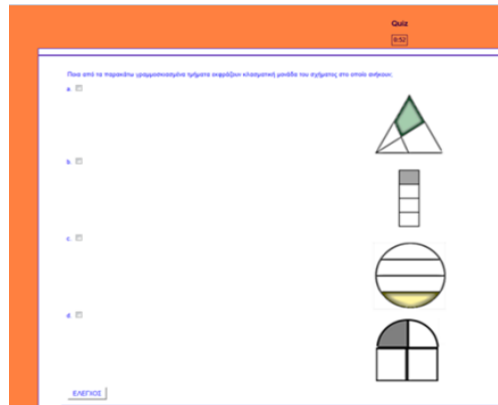 Quiz
0:52
Ποια από τα παρακάτω γραμμοσκιασμένα τμήματα εκφράζουν κλασματική μονάδα του σχήματος στο οποίο ανήκουν;
a.
b.
c.
d.
ΕΛΕΓΧΟΣ